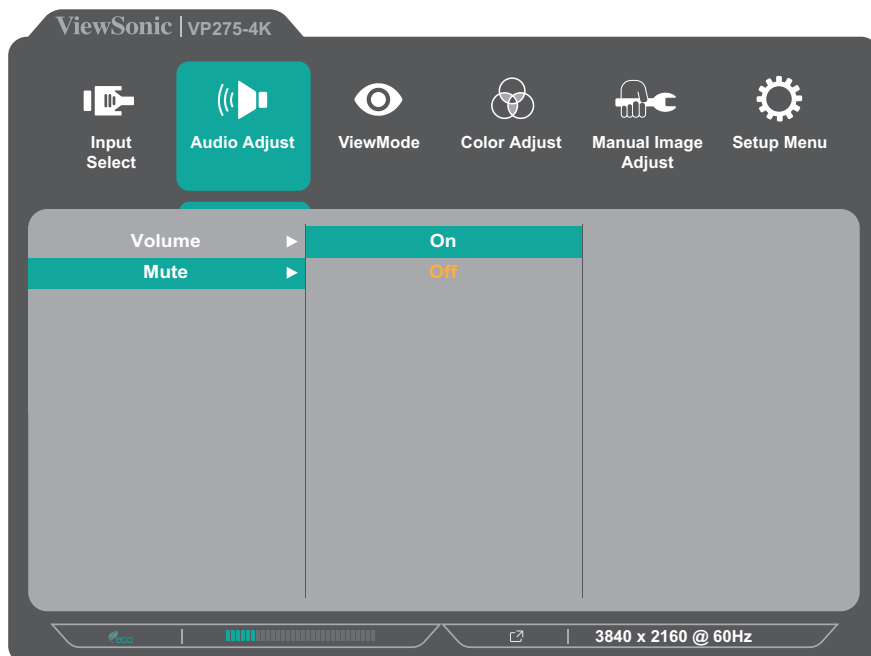 ViewSonic | VP275-4K
Input Select
Audio Adjust
ViewMode
Color Adjust
Manual Image Adjust
Setup Menu
Volume
On
Mute
Off
eco
3840 x 2160 @ 60Hz